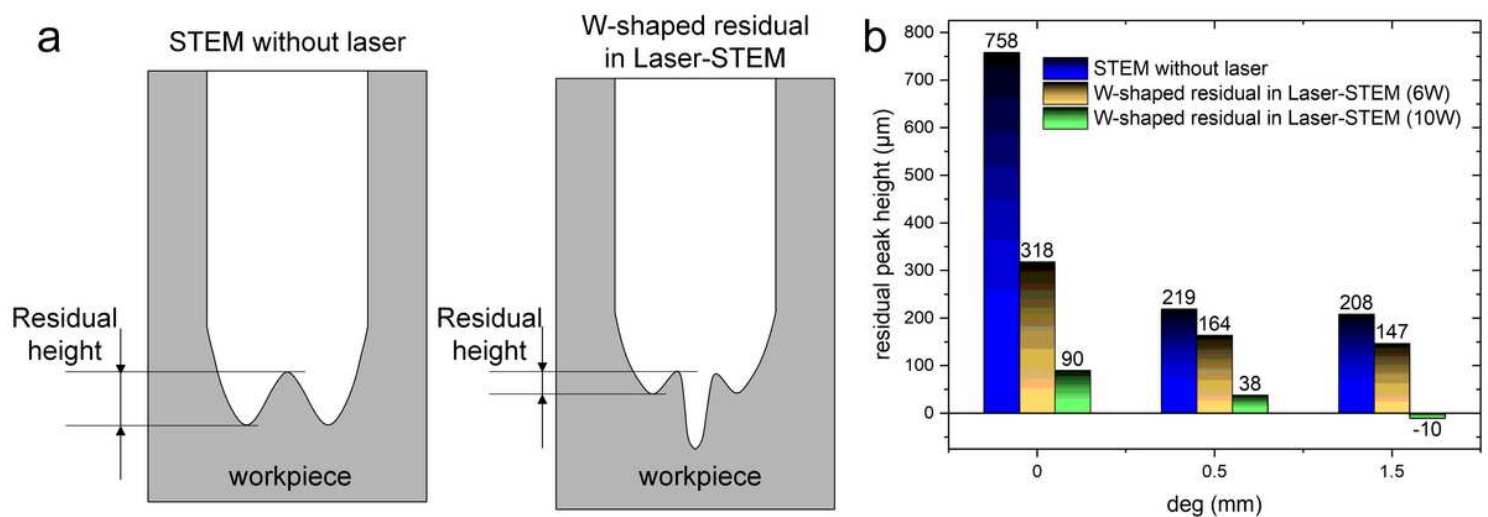 a
STEM without laser
Residual
height
workpiece
W-shaped residual
in Laser-STEM
Residual
height
workpiece
b
residual peak height (μm)
800
700
600
500
400
300
200
100
0
STEM without laser
W-shaped residual in Laser-STEM (6W)
W-shaped residual in Laser-STEM (10W)
758
318
90
219
164
38
208
147
-10
0
0.5
1.5
deg (mm)